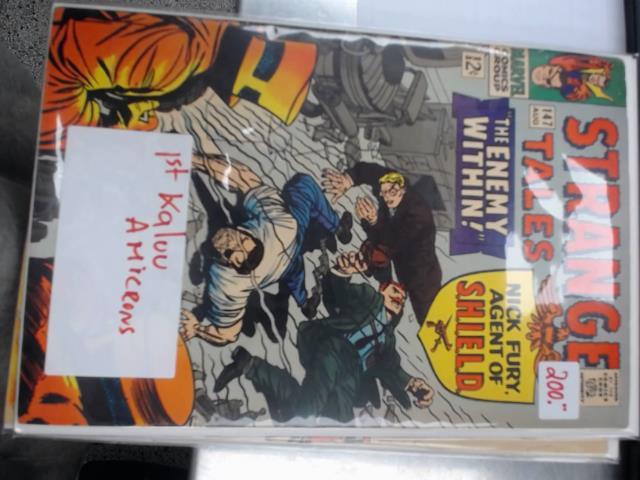 MARVEL
COMICS
GROUP
12¢
147
AUG
STRANGE
TALES
"THE ENEMY
WITHIN!"
NICK FURY,
AGENT OF
SHIELD
200.-
1st Kaluu
AMICRONS